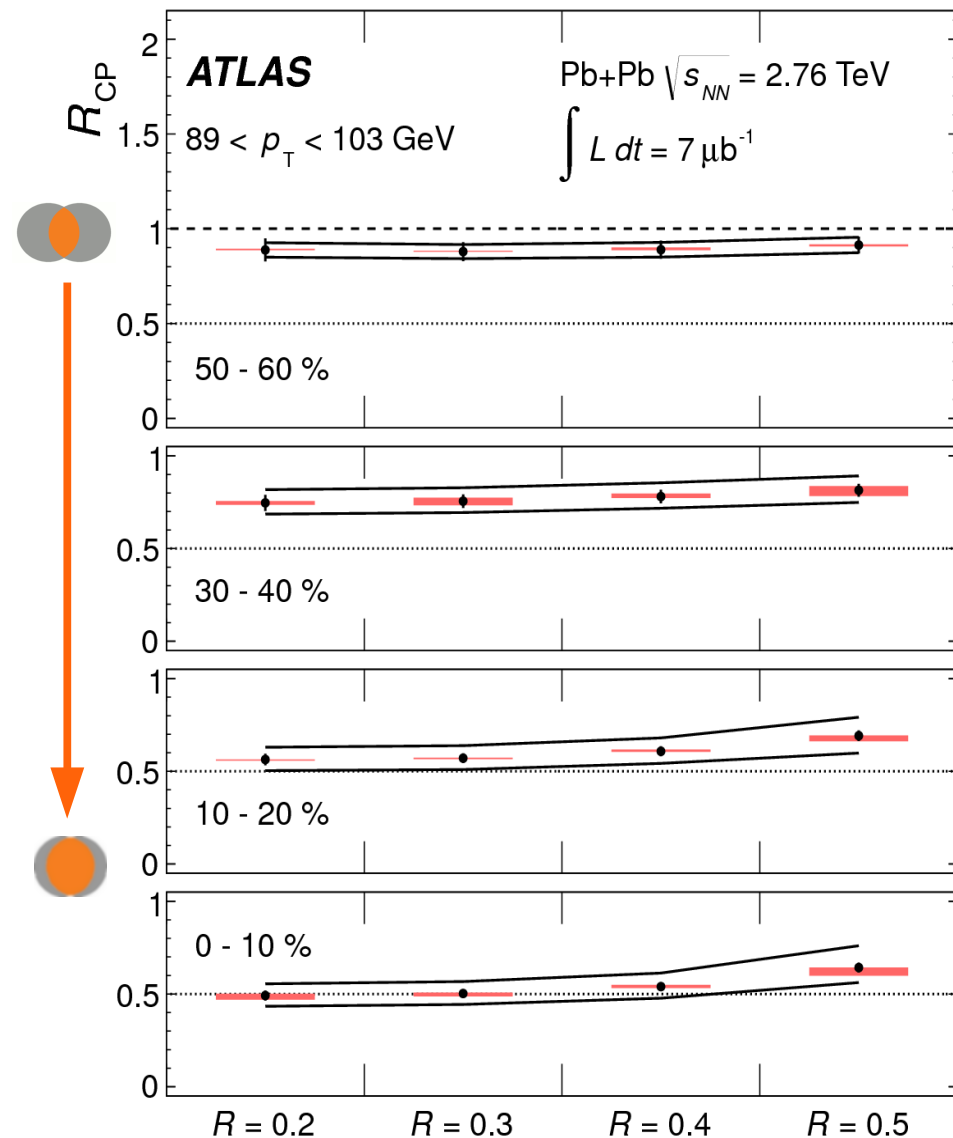 R_CP
ATLAS
Pb+Pb √s_NN = 2.76 TeV
89 < p_T < 103 GeV
∫ L dt = 7 μb⁻¹
2
1.5
1
0.5
0
50 - 60 %
1
0.5
0
30 - 40 %
1
0.5
0
10 - 20 %
1
0.5
0
0 - 10 %
R = 0.2 R = 0.3 R = 0.4 R = 0.5